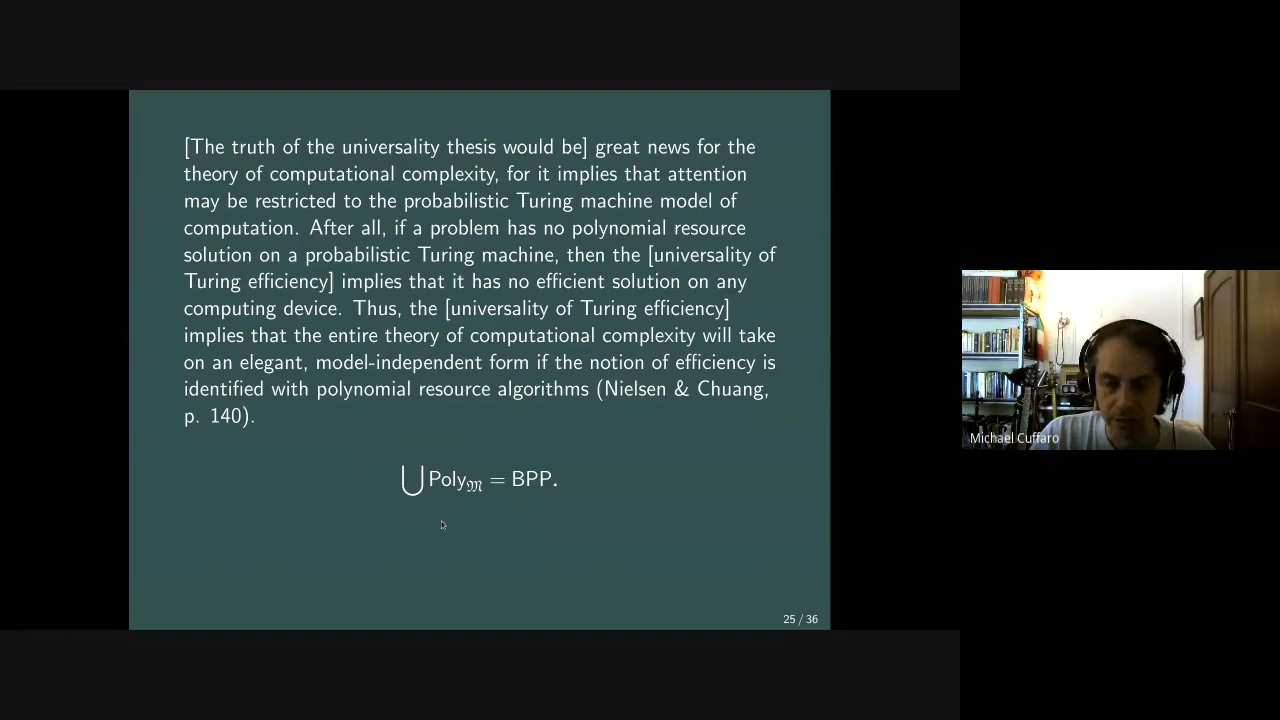 [The truth of the universality thesis would be] great news for the
theory of computational complexity, for it implies that attention
may be restricted to the probabilistic Turing machine model of
computation. After all, if a problem has no polynomial resource
solution on a probabilistic Turing machine, then the [universality of
Turing efficiency] implies that it has no efficient solution on any
computing device. Thus, the [universality of Turing efficiency]
implies that the entire theory of computational complexity will take
on an elegant, model-independent form if the notion of efficiency is
identified with polynomial resource algorithms (Nielsen & Chuang,
p. 140).
⋃ Poly_𝔐 = BPP.
25 / 36
Michael Cuffaro